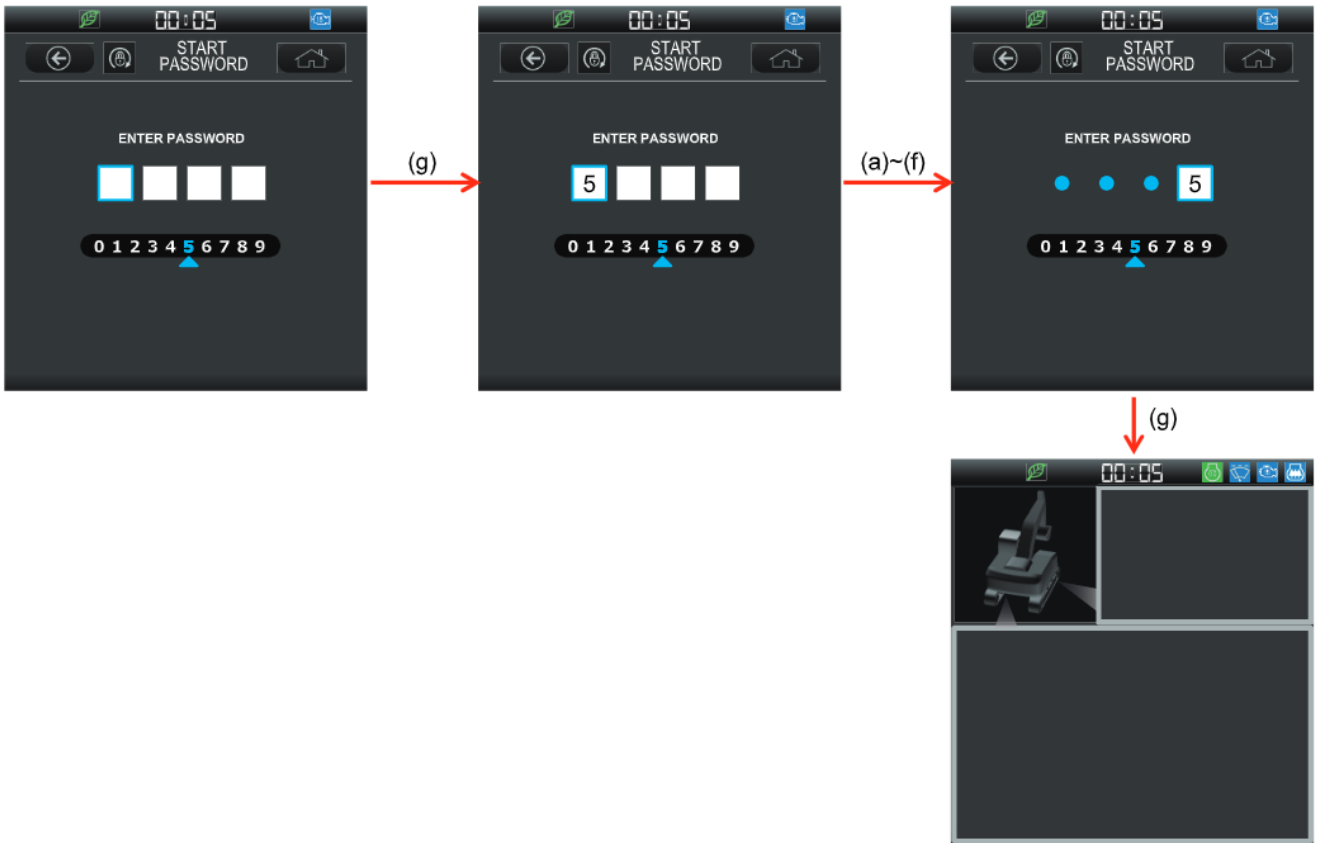 00:05
START
PASSWORD
ENTER PASSWORD
0 1 2 3 4 5 6 7 8 9
(g)
00:05
START
PASSWORD
ENTER PASSWORD
5
0 1 2 3 4 5 6 7 8 9
(a)~(f)
00:05
START
PASSWORD
ENTER PASSWORD
5
0 1 2 3 4 5 6 7 8 9
(g)
00:05